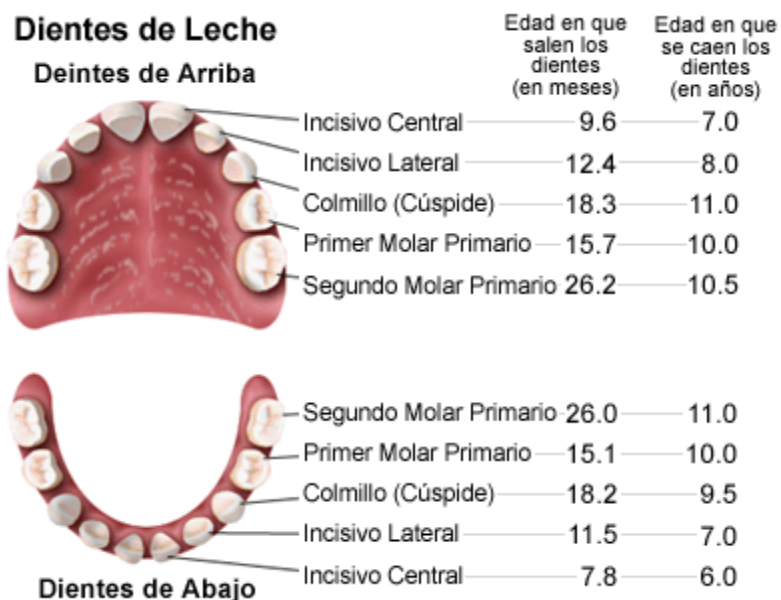 Dientes de Leche
Deintes de Arriba
Edad en que
salen los
dientes
(en meses)
Edad en que
se caen los
dientes
(en años)
Incisivo Central 9.6 7.0
Incisivo Lateral 12.4 8.0
Colmillo (Cúspide) 18.3 11.0
Primer Molar Primario 15.7 10.0
Segundo Molar Primario 26.2 10.5
Segundo Molar Primario 26.0 11.0
Primer Molar Primario 15.1 10.0
Colmillo (Cúspide) 18.2 9.5
Incisivo Lateral 11.5 7.0
Incisivo Central 7.8 6.0
Dientes de Abajo